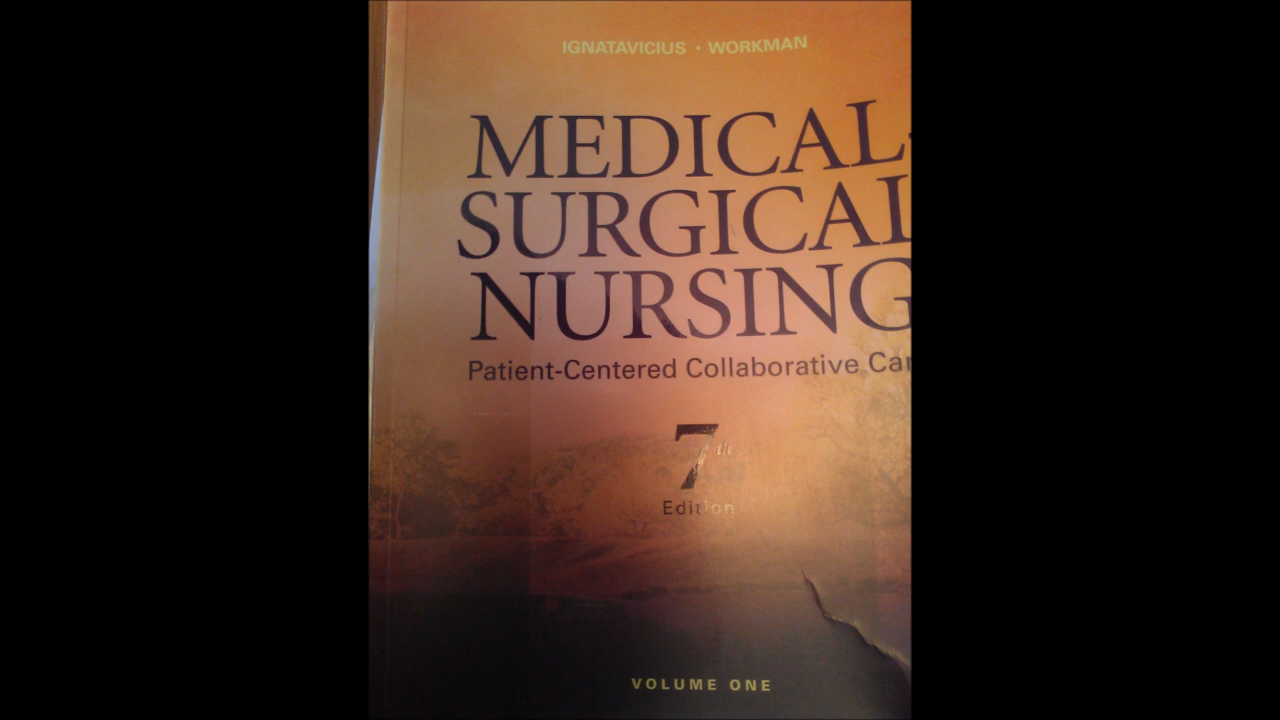 IGNATAVICIUS • WORKMAN
MEDICAL-
SURGICAL
NURSING
Patient-Centered Collaborative Car
7th
Edition
VOLUME ONE